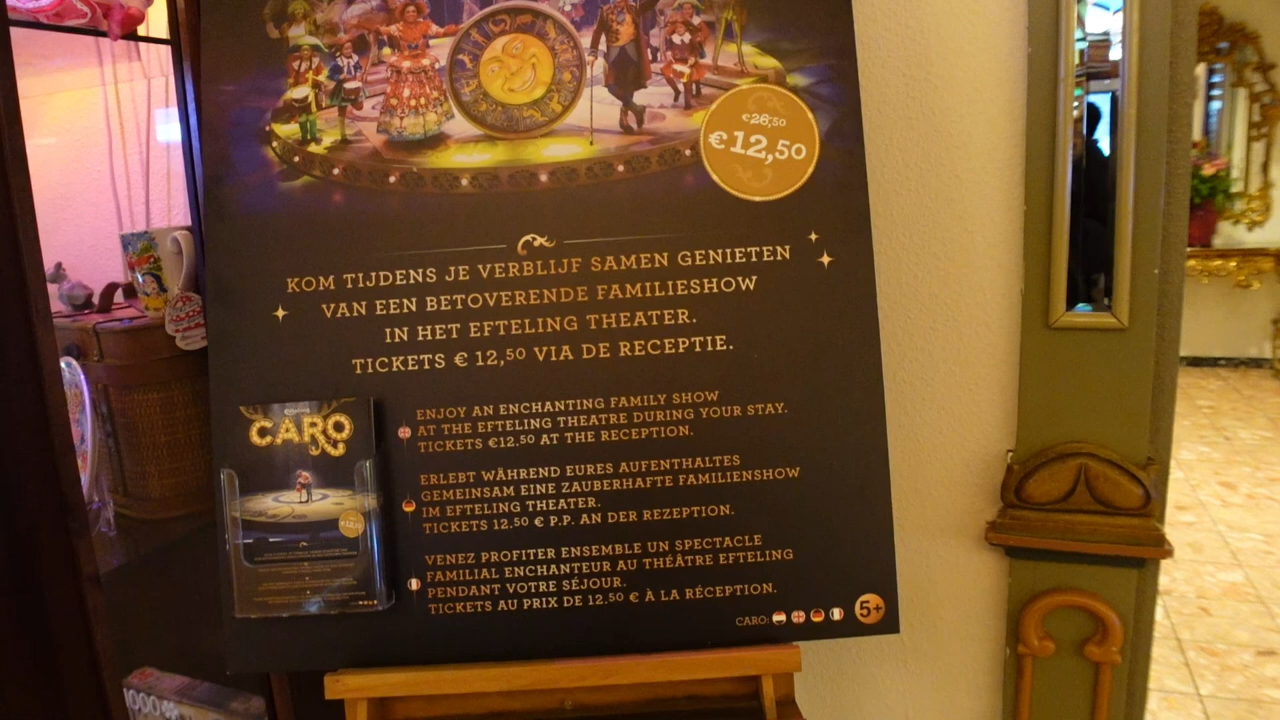 €26,50
€12,50
KOM TIJDENS JE VERBLIJF SAMEN GENIETEN
VAN EEN BETOVERENDE FAMILIESHOW
IN HET EFTELING THEATER.
TICKETS € 12,50 VIA DE RECEPTIE.
ENJOY AN ENCHANTING FAMILY SHOW
AT THE EFTELING THEATRE DURING YOUR STAY.
TICKETS €12.50 AT THE RECEPTION.
ERLEBT WÄHREND EURES AUFENTHALTES
GEMEINSAM EINE ZAUBERHAFTE FAMILIENSHOW
IM EFTELING THEATER.
TICKETS 12.50 € P.P. AN DER REZEPTION.
VENEZ PROFITER ENSEMBLE UN SPECTACLE
FAMILIAL ENCHANTEUR AU THÉÂTRE EFTELING
PENDANT VOTRE SÉJOUR.
TICKETS AU PRIX DE 12.50 € À LA RÉCEPTION.
CARO:
5+
Efteling
CARO
1000